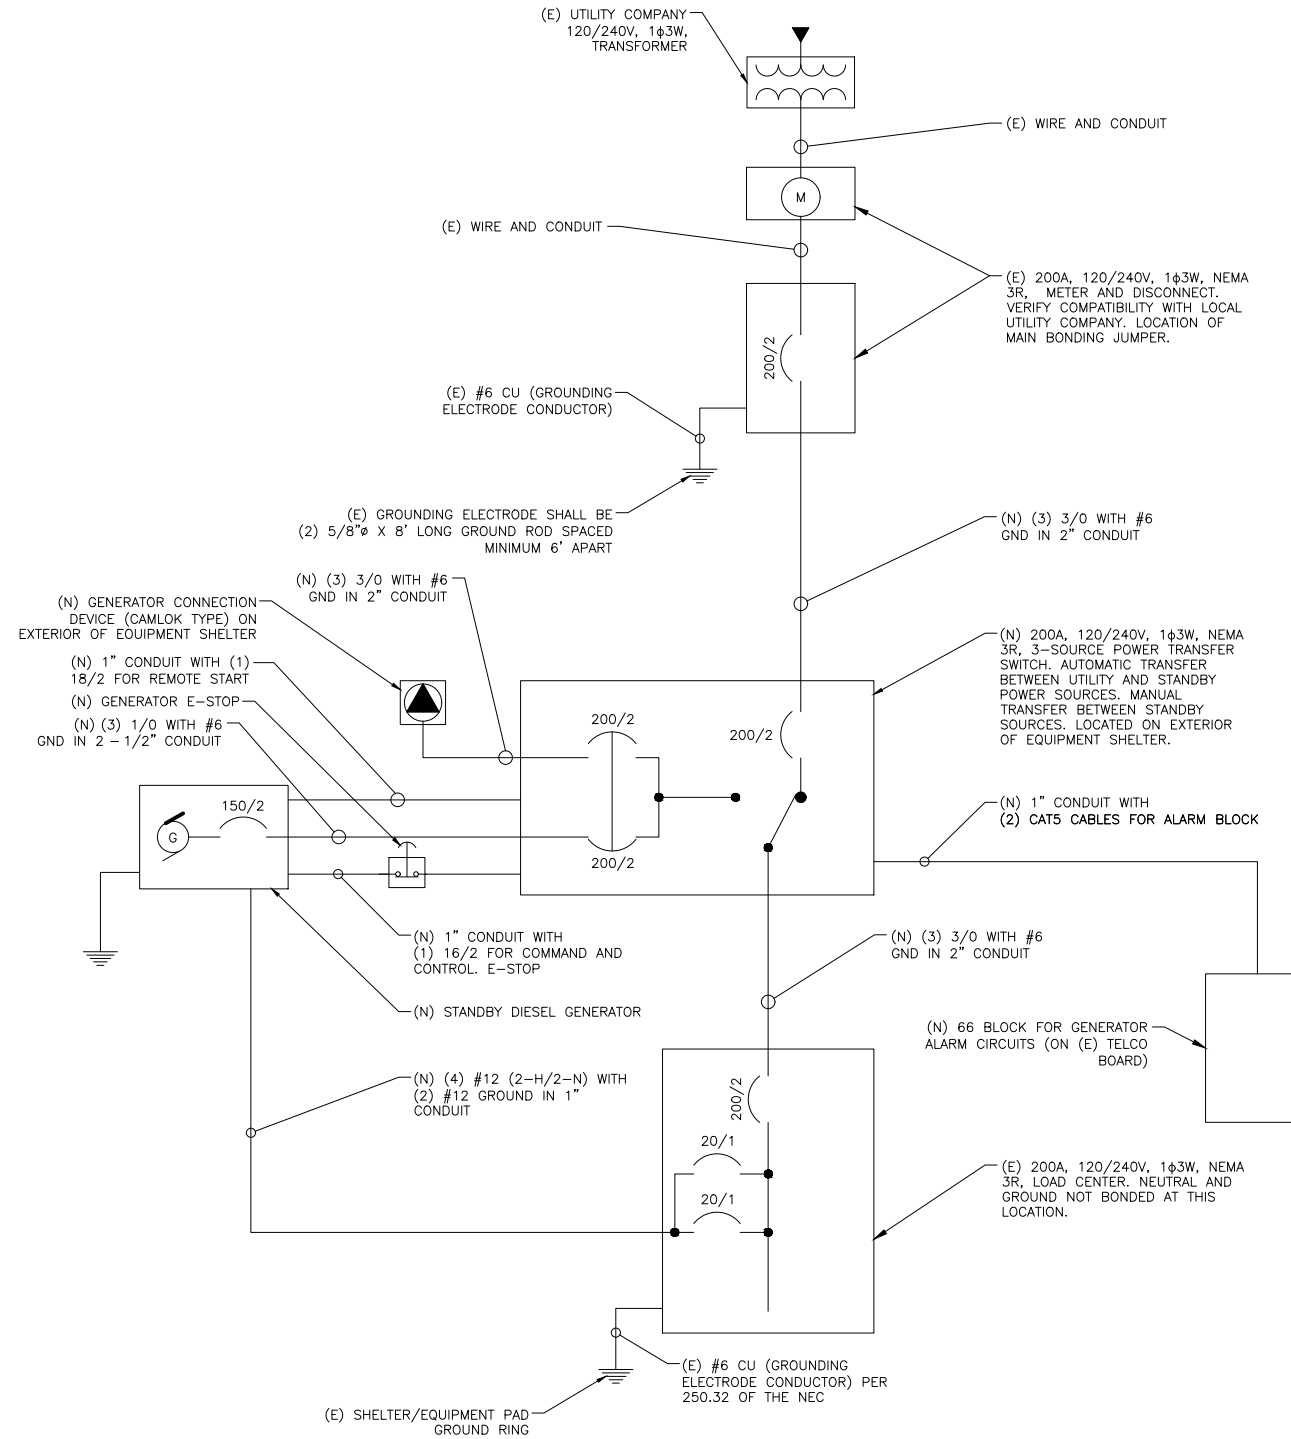 (E) UTILITY COMPANY
120/240V, 1ϕ3W,
TRANSFORMER
(E) WIRE AND CONDUIT
M
(E) WIRE AND CONDUIT
(E) 200A, 120/240V, 1ϕ3W, NEMA
3R, METER AND DISCONNECT.
VERIFY COMPATIBILITY WITH LOCAL
UTILITY COMPANY. LOCATION OF
MAIN BONDING JUMPER.
200/2
(E) #6 CU (GROUNDING
ELECTRODE CONDUCTOR)
(E) GROUNDING ELECTRODE SHALL BE
(2) 5/8"ø X 8' LONG GROUND ROD SPACED
MINIMUM 6' APART
(N) (3) 3/0 WITH #6
GND IN 2" CONDUIT
(N) (3) 3/0 WITH #6
GND IN 2" CONDUIT
(N) GENERATOR CONNECTION
DEVICE (CAMLOK TYPE) ON
EXTERIOR OF EQUIPMENT SHELTER
(N) 1" CONDUIT WITH (1)
18/2 FOR REMOTE START
(N) GENERATOR E-STOP
(N) (3) 1/0 WITH #6
GND IN 2 - 1/2" CONDUIT
(N) 200A, 120/240V, 1ϕ3W, NEMA
3R, 3-SOURCE POWER TRANSFER
SWITCH. AUTOMATIC TRANSFER
BETWEEN UTILITY AND STANDBY
POWER SOURCES. MANUAL
TRANSFER BETWEEN STANDBY
SOURCES. LOCATED ON EXTERIOR
OF EQUIPMENT SHELTER.
200/2
200/2
150/2
G
200/2
(N) 1" CONDUIT WITH
(2) CAT5 CABLES FOR ALARM BLOCK
(N) 1" CONDUIT WITH
(1) 16/2 FOR COMMAND AND
CONTROL. E-STOP
(N) (3) 3/0 WITH #6
GND IN 2" CONDUIT
(N) STANDBY DIESEL GENERATOR
(N) 66 BLOCK FOR GENERATOR
ALARM CIRCUITS (ON (E) TELCO
BOARD)
(N) (4) #12 (2-H/2-N) WITH
(2) #12 GROUND IN 1"
CONDUIT
200/2
20/1
20/1
(E) 200A, 120/240V, 1ϕ3W, NEMA
3R, LOAD CENTER. NEUTRAL AND
GROUND NOT BONDED AT THIS
LOCATION.
(E) #6 CU (GROUNDING
ELECTRODE CONDUCTOR) PER
250.32 OF THE NEC
(E) SHELTER/EQUIPMENT PAD
GROUND RING